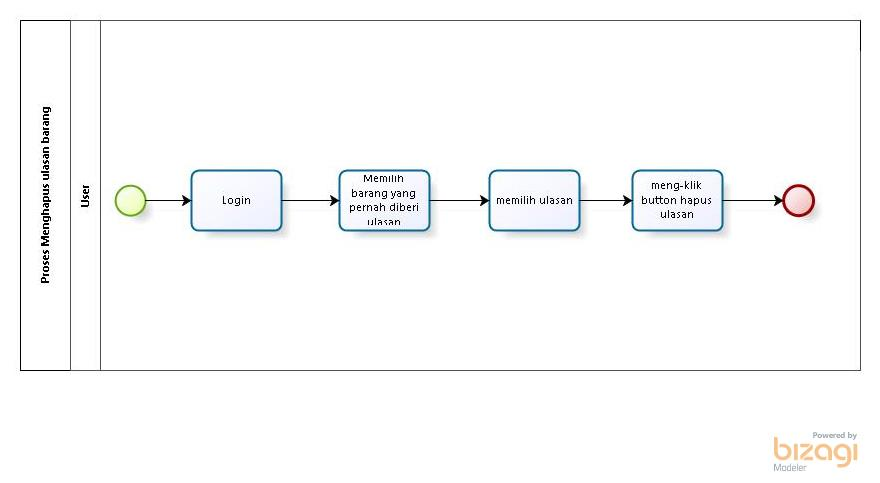 Proses Menghapus ulasan barang
User
Login
Memilih
barang yang
pernah diberi
ulasan
memilih ulasan
meng-klik
button hapus
ulasan
Powered by
bizagi
Modeler